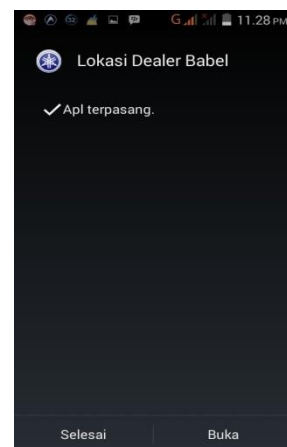 G 11.28 PM
Lokasi Dealer Babel
Apl terpasang.
Selesai Buka